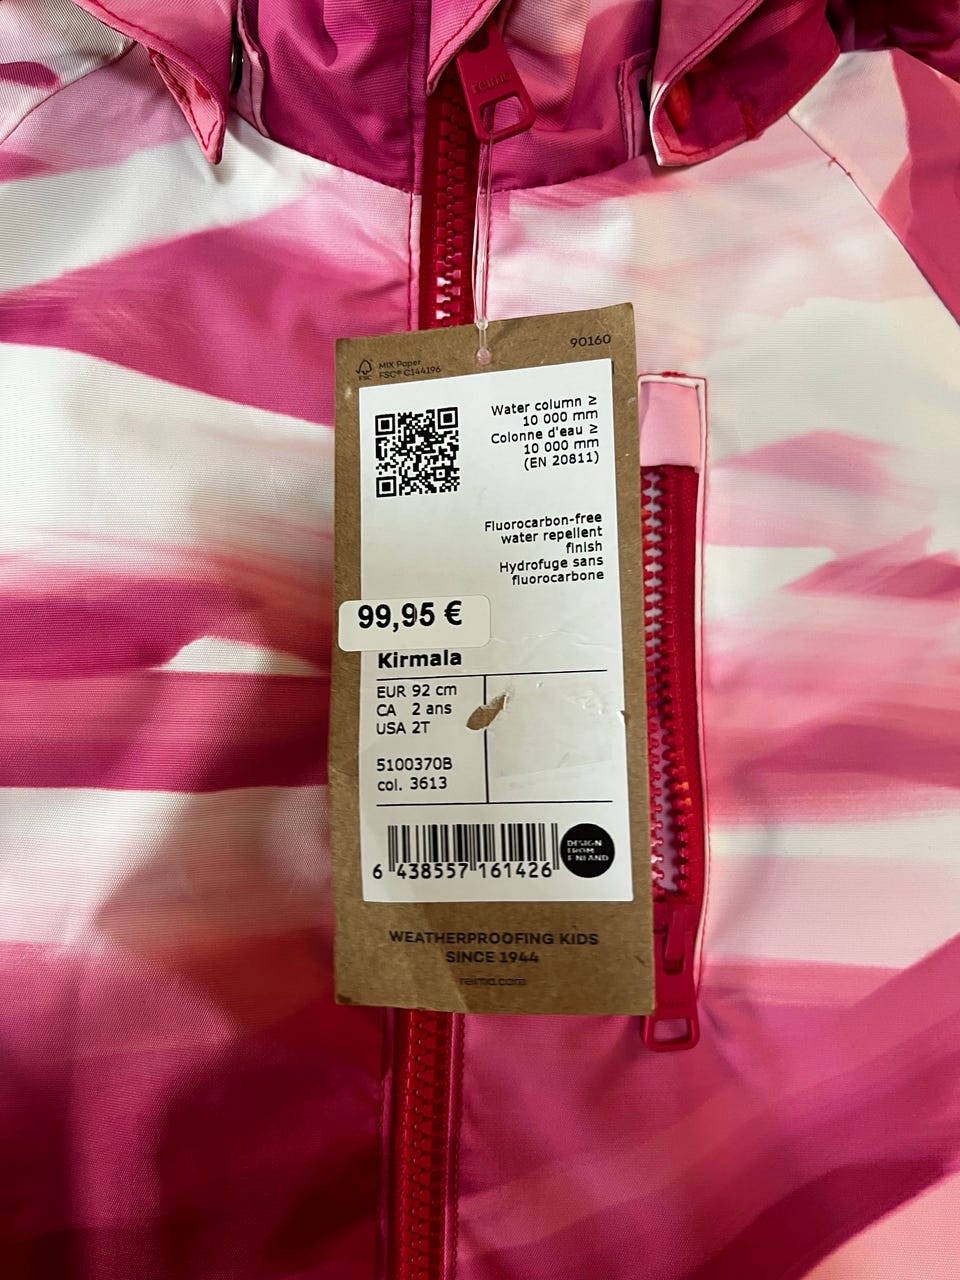 reima
90160
FSC
MIX Paper
FSC® C144196
Water column ≥
10 000 mm
Colonne d'eau ≥
10 000 mm
(EN 20811)
Fluorocarbon-free
water repellent
finish
Hydrofuge sans
fluorocarbone
99,95 €
Kirmala
EUR 92 cm
CA 2 ans
USA 2T
5100370B
col. 3613
6 438557 161426
DESIGN
FROM
FINLAND
WEATHERPROOFING KIDS
SINCE 1944
reima.com